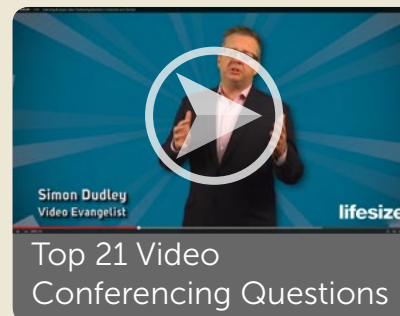 Simon Dudley
Video Evangelist
lifesize
Top 21 Video
Conferencing Questions